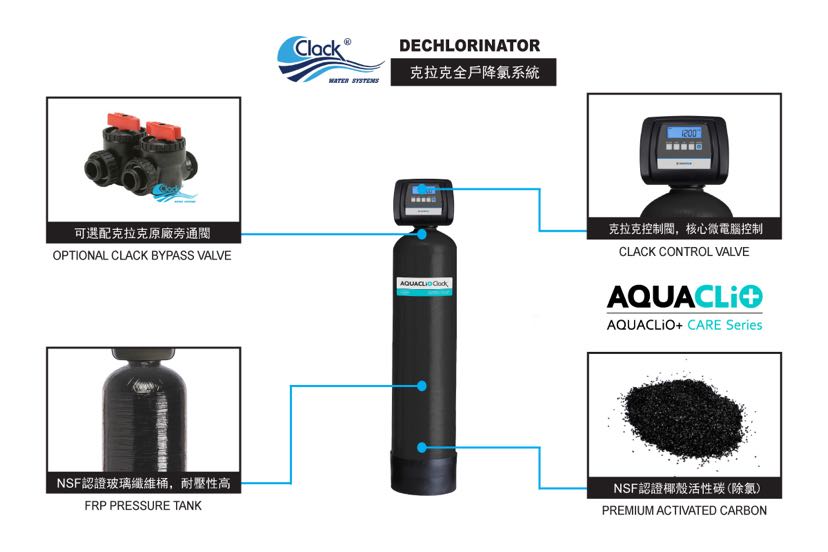 Clack®
WATER SYSTEMS
DECHLORINATOR
克拉克全戶降氯系統
Clack
WATER SYSTEMS
可選配克拉克原廠旁通閥
OPTIONAL CLACK BYPASS VALVE
1200
克拉克控制閥，核心微電腦控制
CLACK CONTROL VALVE
AQUACLiO+ Clack
AQUACLiO+
AQUACLiO+ CARE Series
NSF認證玻璃纖維桶，耐壓性高
FRP PRESSURE TANK
NSF認證椰殼活性碳(除氯)
PREMIUM ACTIVATED CARBON